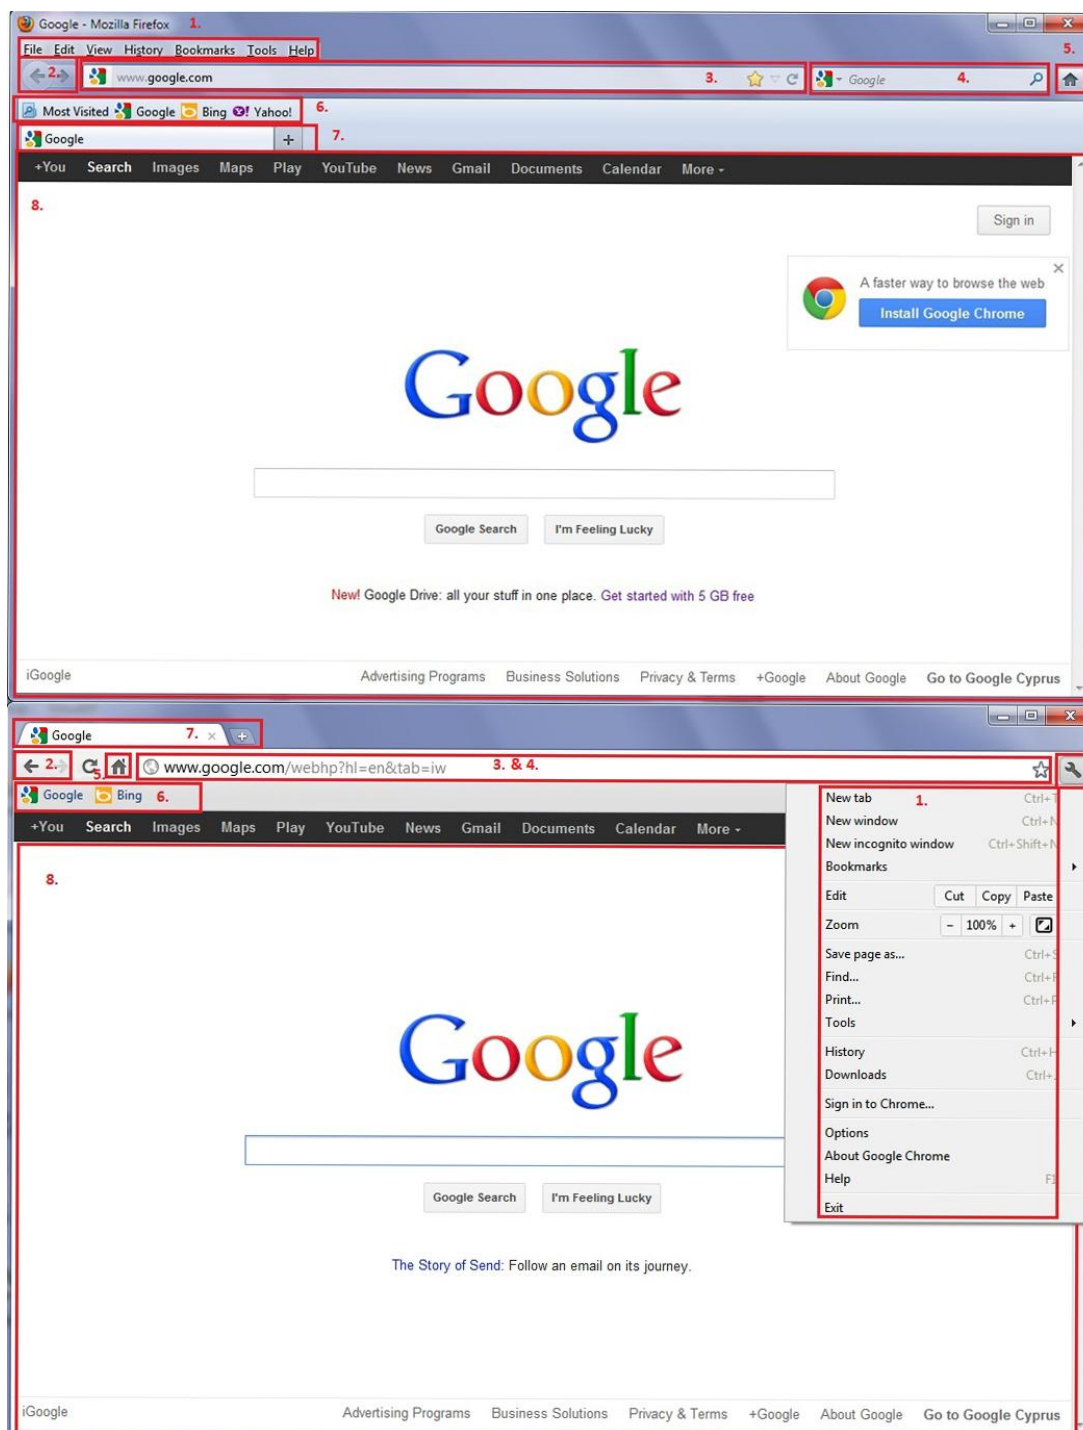 Google - Mozilla Firefox 1.
File Edit View History Bookmarks Tools Help 5.
2. www.google.com 3. Google 4.
Most Visited Google Bing Yahoo! 6.
Google + 7.
+You Search Images Maps Play YouTube News Gmail Documents Calendar More
8.
Sign in
A faster way to browse the web
Install Google Chrome
Google
Google Search I'm Feeling Lucky
New! Google Drive: all your stuff in one place. Get started with 5 GB free
iGoogle Advertising Programs Business Solutions Privacy & Terms +Google About Google Go to Google Cyprus
Google 7.
2. 5. www.google.com/webhp?hl=en&tab=iw 3. & 4.
Google Bing 6.
+You Search Images Maps Play YouTube News Gmail Documents Calendar More
8.
New tab 1. Ctrl+T
New window Ctrl+N
New incognito window Ctrl+Shift+N
Bookmarks
Edit Cut Copy Paste
Zoom - 100% +
Save page as... Ctrl+S
Find... Ctrl+F
Print... Ctrl+P
Tools
History Ctrl+H
Downloads Ctrl+J
Sign in to Chrome...
Options
About Google Chrome
Help F1
Exit
Google
Google Search I'm Feeling Lucky
The Story of Send: Follow an email on its journey.
iGoogle Advertising Programs Business Solutions Privacy & Terms +Google About Google Go to Google Cyprus